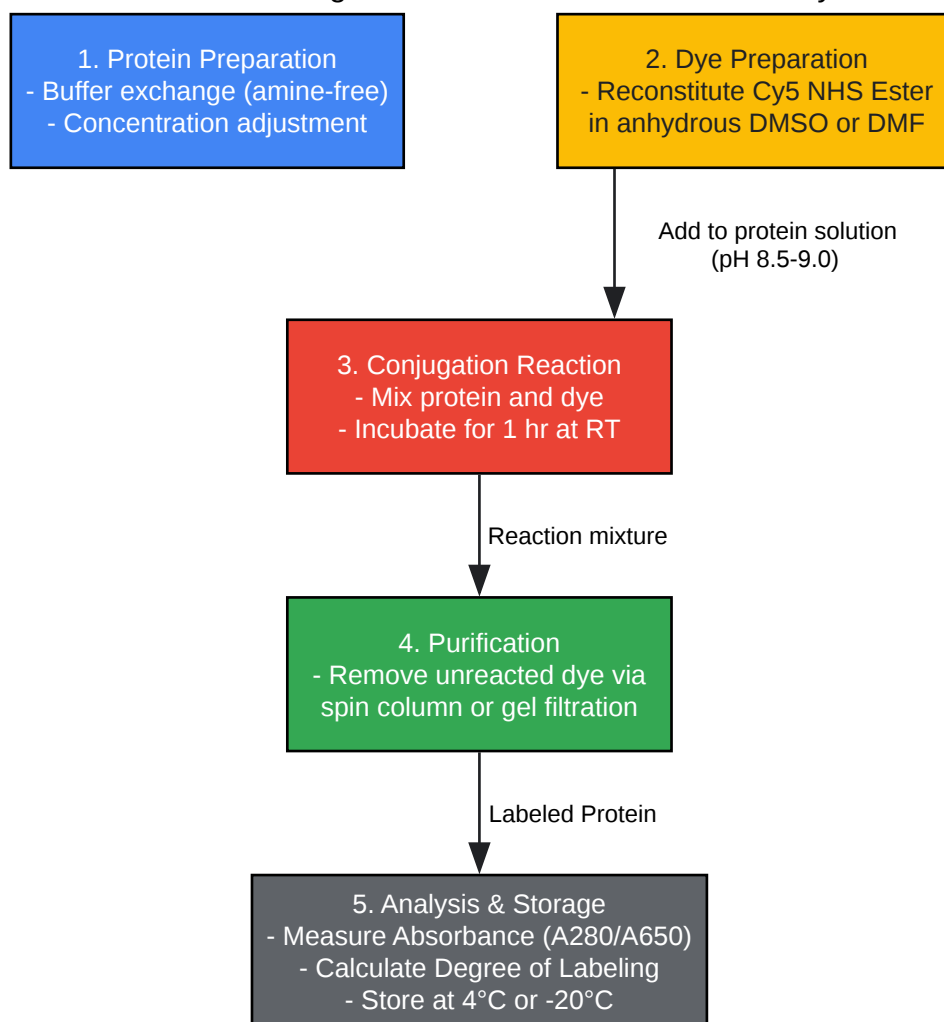 1. Protein Preparation
- Buffer exchange (amine-free)
- Concentration adjustment
2. Dye Preparation
- Reconstitute Cy5 NHS Ester
in anhydrous DMSO or DMF
Add to protein solution
(pH 8.5-9.0)
3. Conjugation Reaction
- Mix protein and dye
- Incubate for 1 hr at RT
Reaction mixture
4. Purification
- Remove unreacted dye via
spin column or gel filtration
Labeled Protein
5. Analysis & Storage
- Measure Absorbance (A280/A650)
- Calculate Degree of Labeling
- Store at 4°C or -20°C